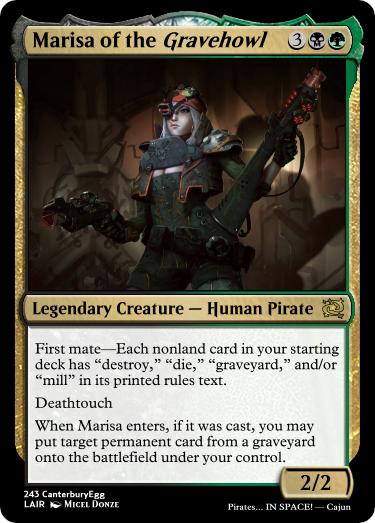 Marisa of the Gravehowl 3
Legendary Creature — Human Pirate
First mate—Each nonland card in your starting
deck has “destroy,” “die,” “graveyard,” and/or
“mill” in its printed rules text.
Deathtouch
When Marisa enters, if it was cast, you may
put target permanent card from a graveyard
onto the battlefield under your control.
2/2
243 CanterburyEgg
LAIR Micel Donze
Pirates... IN SPACE! — Cajun